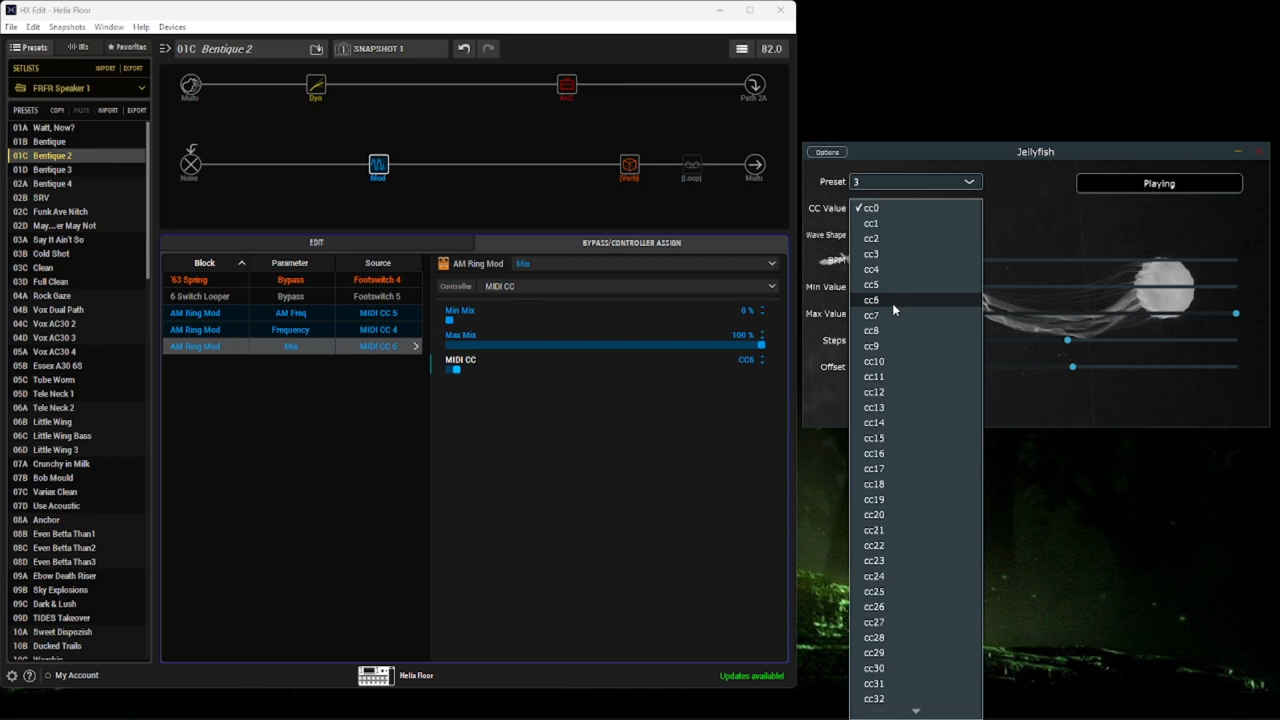 HX Edit - Helix Floor
File Edit Snapshots Window Help Devices
Presets IRs Favorites
01C Bentique 2
SNAPSHOT 1
82.0
SETLISTS IMPORT | EXPORT
FRFR Speaker 1
PRESETS COPY PASTE IMPORT EXPORT
01A Watt, Now?
01B Bentique
01C Bentique 2
01D Bentique 3
02A Bentique 4
02B SRV
02C Funk Ave Nitch
02D May...er May Not
03A Say It Ain't So
03B Cold Shot
03C Clean
03D Full Clean
04A Rock Gaze
04B Vox Dual Path
04C Vox AC30 2
04D Vox AC30 3
05A Vox AC30 4
05B Essex A30 68
05C Tube Worm
05D Tele Neck 1
06A Tele Neck 2
06B Little Wing
06C Little Wing Bass
06D Little Wing 3
07A Crunchy in Milk
07B Bob Mould
07C Variax Clean
07D Use Acoustic
08A Anchor
08B Even Betta Than1
08C Even Betta Than2
08D Even Betta Than3
09A Ebow Death Riser
09B Sky Explosions
09C Dark & Lush
09D TIDES Takeover
10A Sweet Dispozish
10B Ducked Trails
Multi Dyn A+C Path 2A
None Mod [Verb] [Loop] Multi
EDIT BYPASS/CONTROLLER ASSIGN
Block Parameter Source
'63 Spring Bypass Footswitch 4
6 Switch Looper Bypass Footswitch 5
AM Ring Mod AM Freq MIDI CC 5
AM Ring Mod Frequency MIDI CC 4
AM Ring Mod Mix MIDI CC 6
AM Ring Mod Mix
Controller MIDI CC
Min Mix 0 %
Max Mix 100 %
MIDI CC CC6
My Account
Helix Floor
Updates available!
Options Jellyfish
Preset 3
Playing
CC Value
Wave Shape
BPM
Min Value
Max Value
Steps
Offset
✓ cc0
cc1
cc2
cc3
cc4
cc5
cc6
cc7
cc8
cc9
cc10
cc11
cc12
cc13
cc14
cc15
cc16
cc17
cc18
cc19
cc20
cc21
cc22
cc23
cc24
cc25
cc26
cc27
cc28
cc29
cc30
cc31
cc32